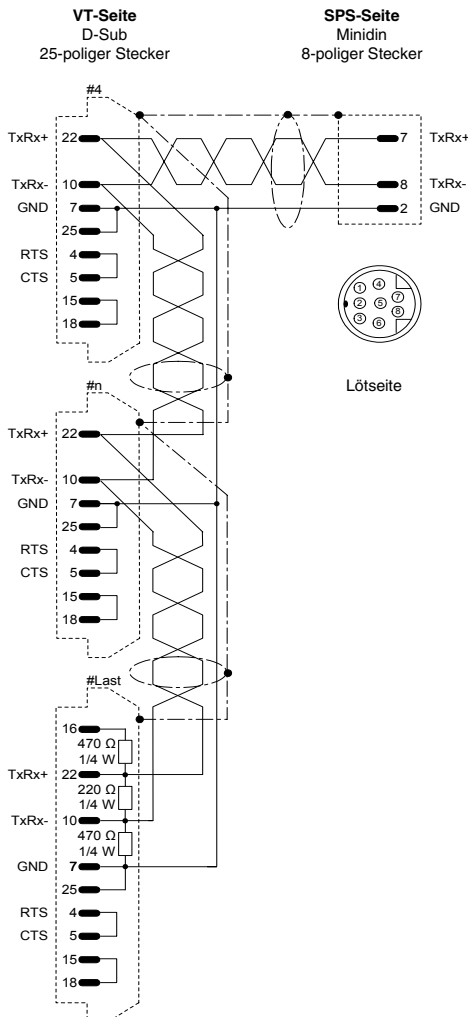 VT-Seite
D-Sub
25-poliger Stecker
SPS-Seite
Minidin
8-poliger Stecker
#4
TxRx+ 22
TxRx- 10
GND 7
25
RTS 4
CTS 5
15
18
7 TxRx+
8 TxRx-
2 GND
1 4
2 5 7
8
3 6
Lötseite
#n
TxRx+ 22
TxRx- 10
GND 7
25
RTS 4
CTS 5
15
18
#Last
16
470 Ω
1/4 W
TxRx+ 22
220 Ω
1/4 W
TxRx- 10
470 Ω
1/4 W
GND 7
25
RTS 4
CTS 5
15
18